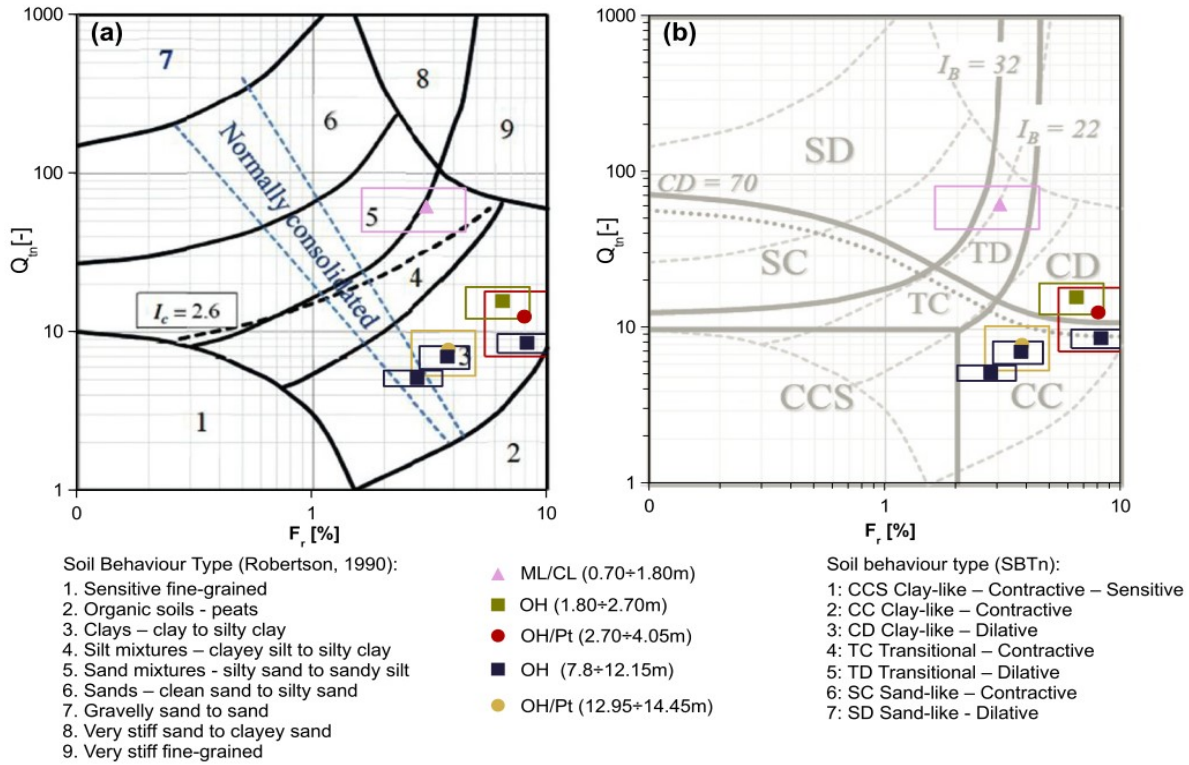 (a)
1000
100
10
1
Qtn[-]
0
1
10
Fr [%]
7
8
6
9
5
4
3
1
2
Normally consolidated
Ic = 2.6
(b)
1000
100
10
1
Qtn[-]
0
1
10
Fr [%]
IB = 32
IB = 22
SD
CD = 70
SC
TD
CD
TC
CCS
CC
Soil Behaviour Type (Robertson, 1990):
1. Sensitive fine-grained
2. Organic soils - peats
3. Clays – clay to silty clay
4. Silt mixtures – clayey silt to silty clay
5. Sand mixtures - silty sand to sandy silt
6. Sands – clean sand to silty sand
7. Gravelly sand to sand
8. Very stiff sand to clayey sand
9. Very stiff fine-grained
ML/CL (0.70÷1.80m)
OH (1.80÷2.70m)
OH/Pt (2.70÷4.05m)
OH (7.8÷12.15m)
OH/Pt (12.95÷14.45m)
Soil behaviour type (SBTn):
1: CCS Clay-like – Contractive – Sensitive
2: CC Clay-like – Contractive
3: CD Clay-like – Dilative
4: TC Transitional – Contractive
5: TD Transitional – Dilative
6: SC Sand-like – Contractive
7: SD Sand-like - Dilative